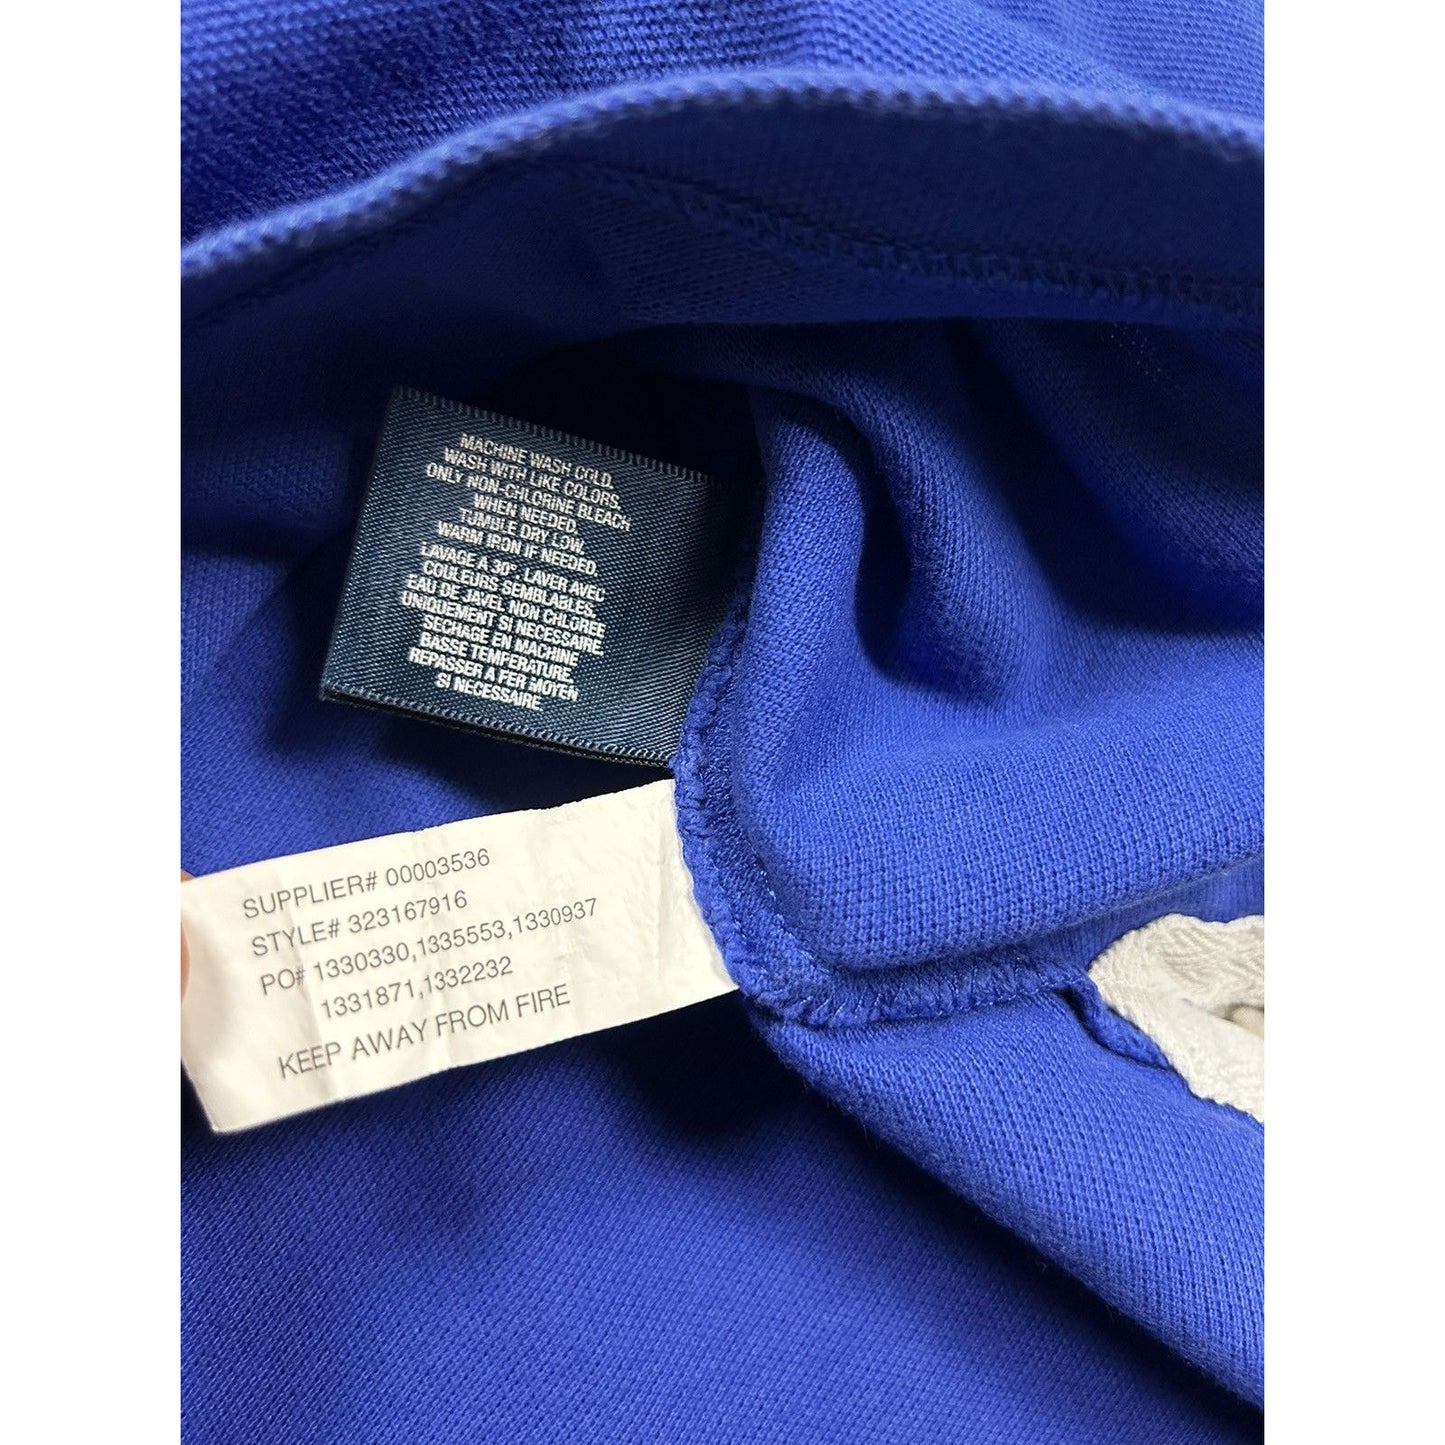 MACHINE WASH COLD.
WASH WITH LIKE COLORS.
ONLY NON-CHLORINE BLEACH
WHEN NEEDED.
TUMBLE DRY LOW.
WARM IRON IF NEEDED.
LAVAGE A 30°. LAVER AVEC
COULEURS SEMBLABLES.
EAU DE JAVEL NON CHLOREE
UNIQUEMENT SI NECESSAIRE.
SECHAGE EN MACHINE
BASSE TEMPERATURE.
REPASSER A FER MOYEN
SI NECESSAIRE
SUPPLIER# 00003536
STYLE# 323167916
PO# 1330330,1335553,1330937
1331871,1332232
KEEP AWAY FROM FIRE